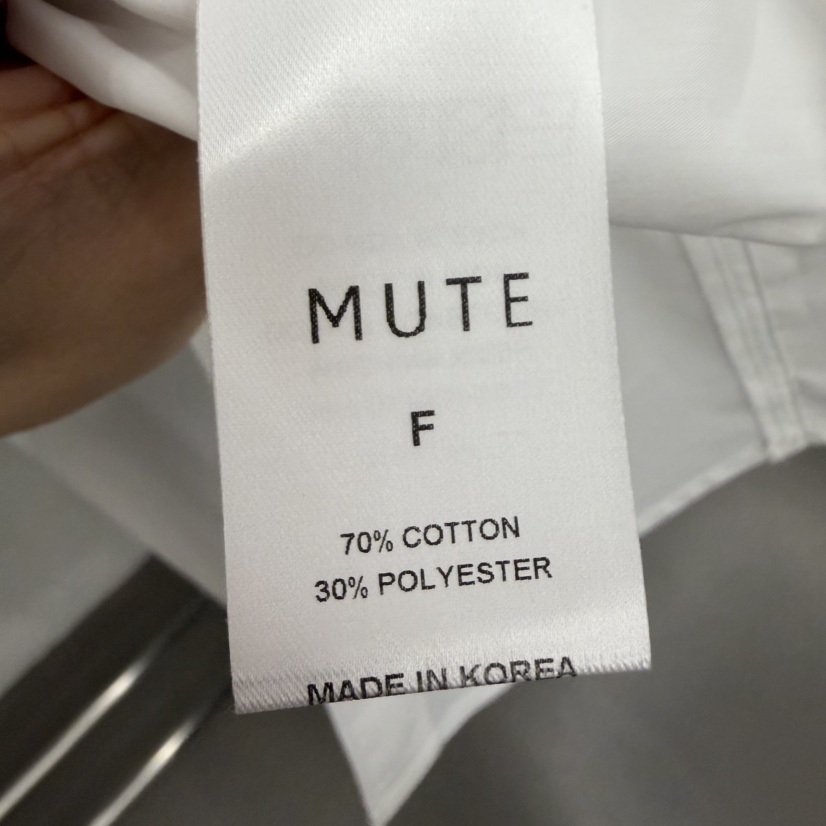 MUTE
F
70% COTTON
30% POLYESTER
MADE IN KOREA